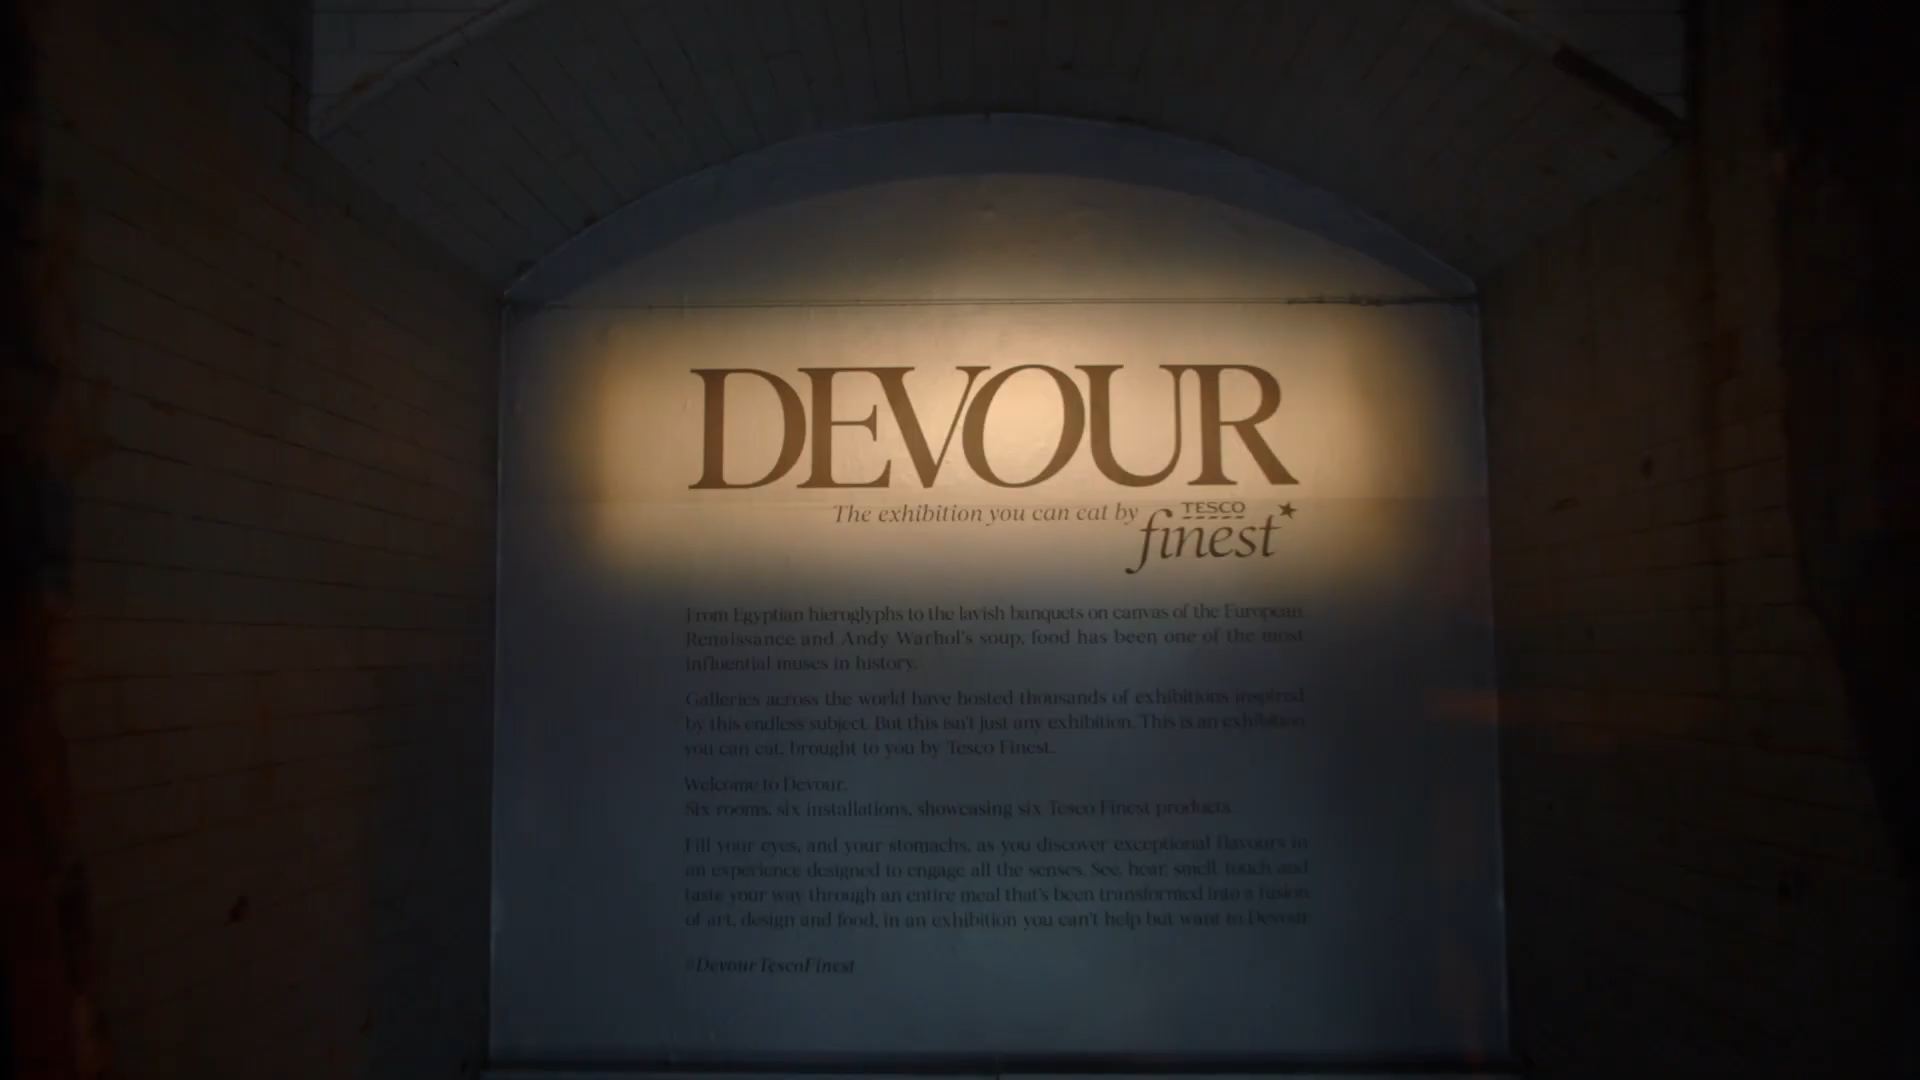 DEVOUR
The exhibition you can eat by
TESCO
finest*
From Egyptian hieroglyphs to the lavish banquets on canvas of the European
Renaissance and Andy Warhol's soup, food has been one of the most
influential muses in history.
Galleries across the world have hosted thousands of exhibitions inspired
by this endless subject. But this isn't just any exhibition. This is an exhibition
you can eat, brought to you by Tesco Finest.
Welcome to Devour.
Six rooms, six installations, showcasing six Tesco Finest products.
Fill your eyes, and your stomachs, as you discover exceptional flavours in
an experience designed to engage all the senses. See, hear, smell, touch and
taste your way through an entire meal that's been transformed into a fusion
of art, design and food, in an exhibition you can't help but want to Devour.
#DevourTescoFinest